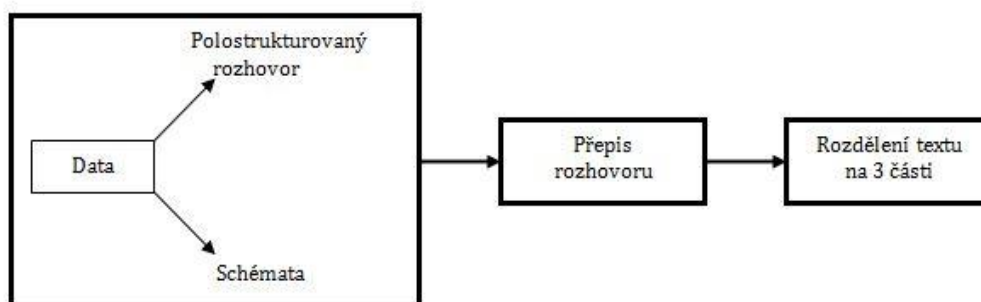 Polostrukturovaný
rozhovor
Data
Schémata
Přepis
rozhovoru
Rozdělení textu
na 3 části